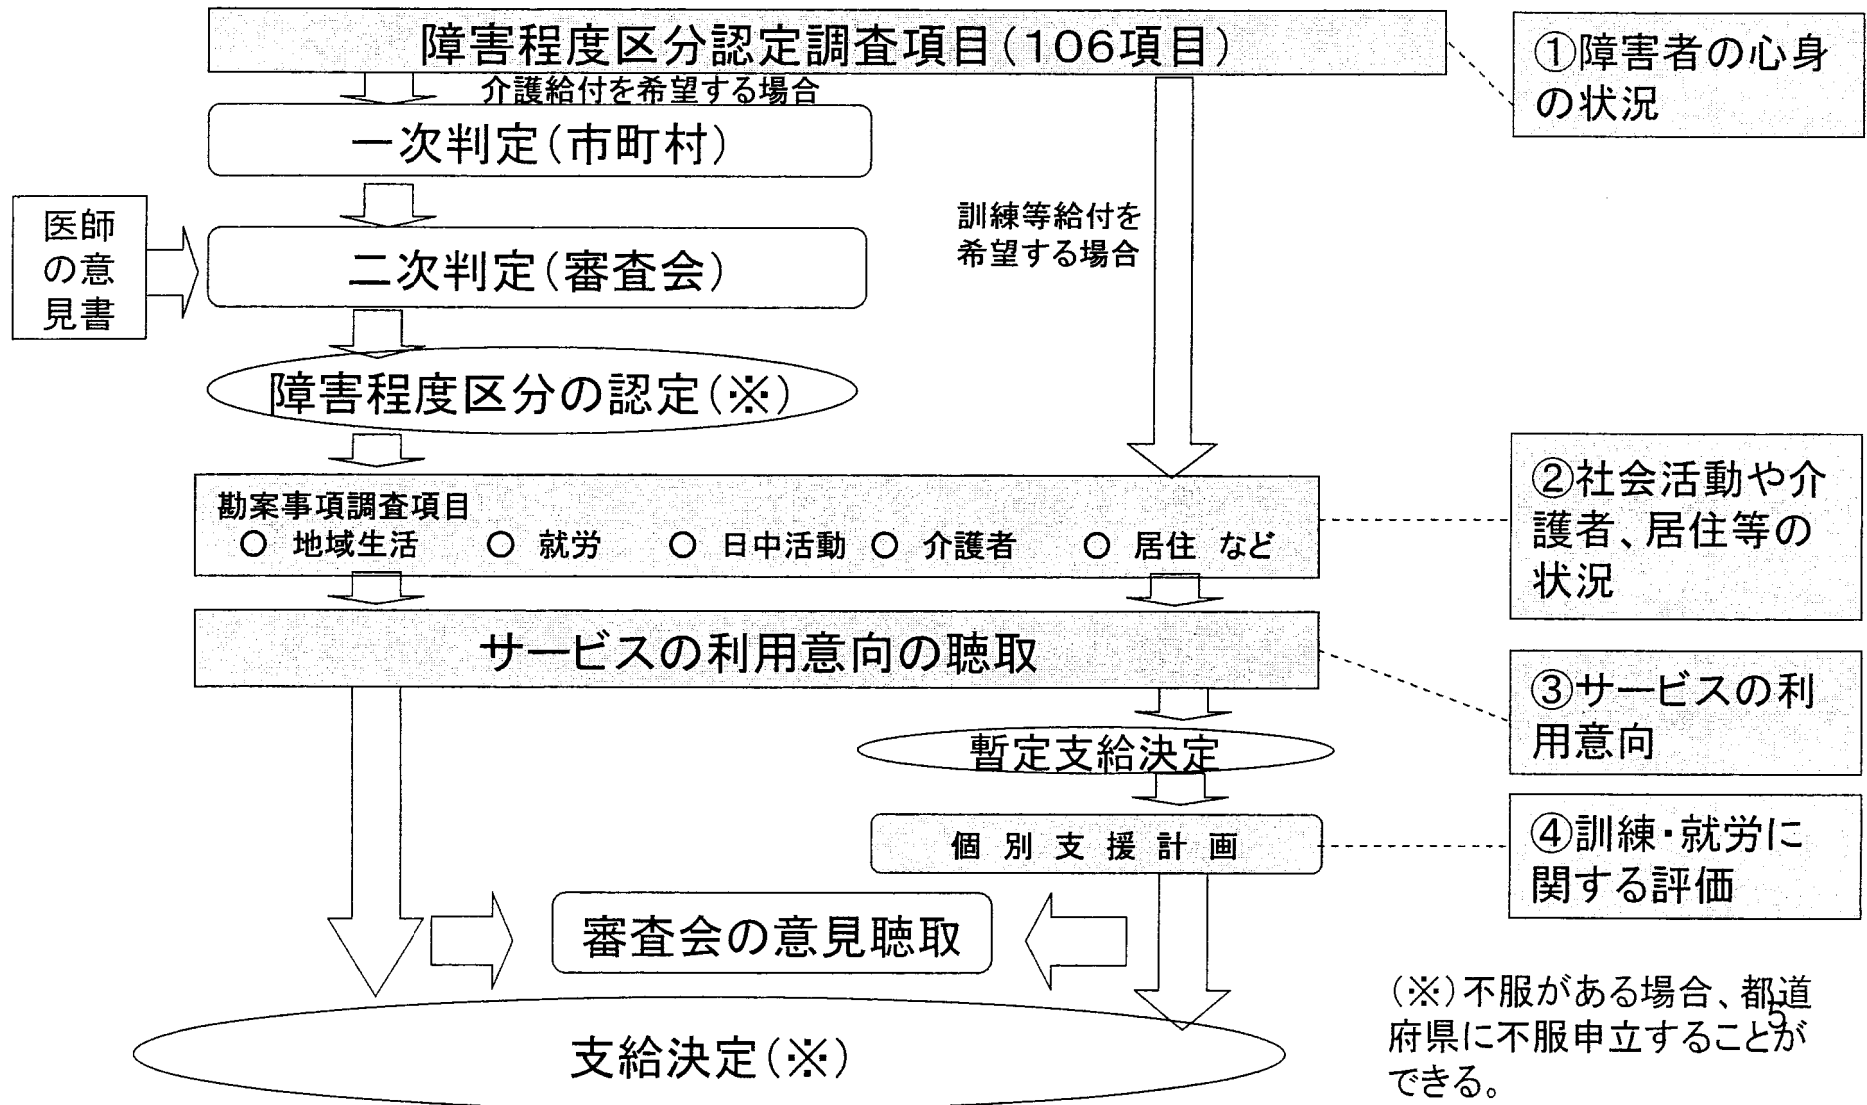 障害程度区分認定調査項目(106項目)
①障害者の心身
の状況
介護給付を希望する場合
一次判定(市町村)
医師
の意
見書
訓練等給付を
希望する場合
二次判定(審査会)
障害程度区分の認定(※)
勘案事項調査項目
○ 地域生活 ○ 就労 ○ 日中活動 ○ 介護者 ○ 居住 など
②社会活動や介
護者、居住等の
状況
サービスの利用意向の聴取
③サービスの利
用意向
暫定支給決定
個別支援計画
④訓練・就労に
関する評価
審査会の意見聴取
支給決定(※)
(※)不服がある場合、都道
府県に不服申立することが
できる。
5